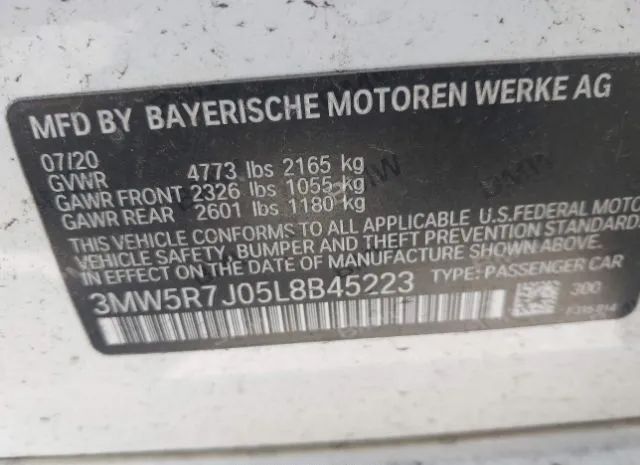 MFD BY BAYERISCHE MOTOREN WERKE AG
07/20
GVWR 4773 lbs 2165 kg
GAWR FRONT 2326 lbs 1055 kg
GAWR REAR 2601 lbs 1180 kg
THIS VEHICLE CONFORMS TO ALL APPLICABLE U.S.FEDERAL MOTO
VEHICLE SAFETY, BUMPER AND THEFT PREVENTION STANDARDS
IN EFFECT ON THE DATE OF MANUFACTURE SHOWN ABOVE.
3MW5R7J05L8B45223 TYPE: PASSENGER CAR
300